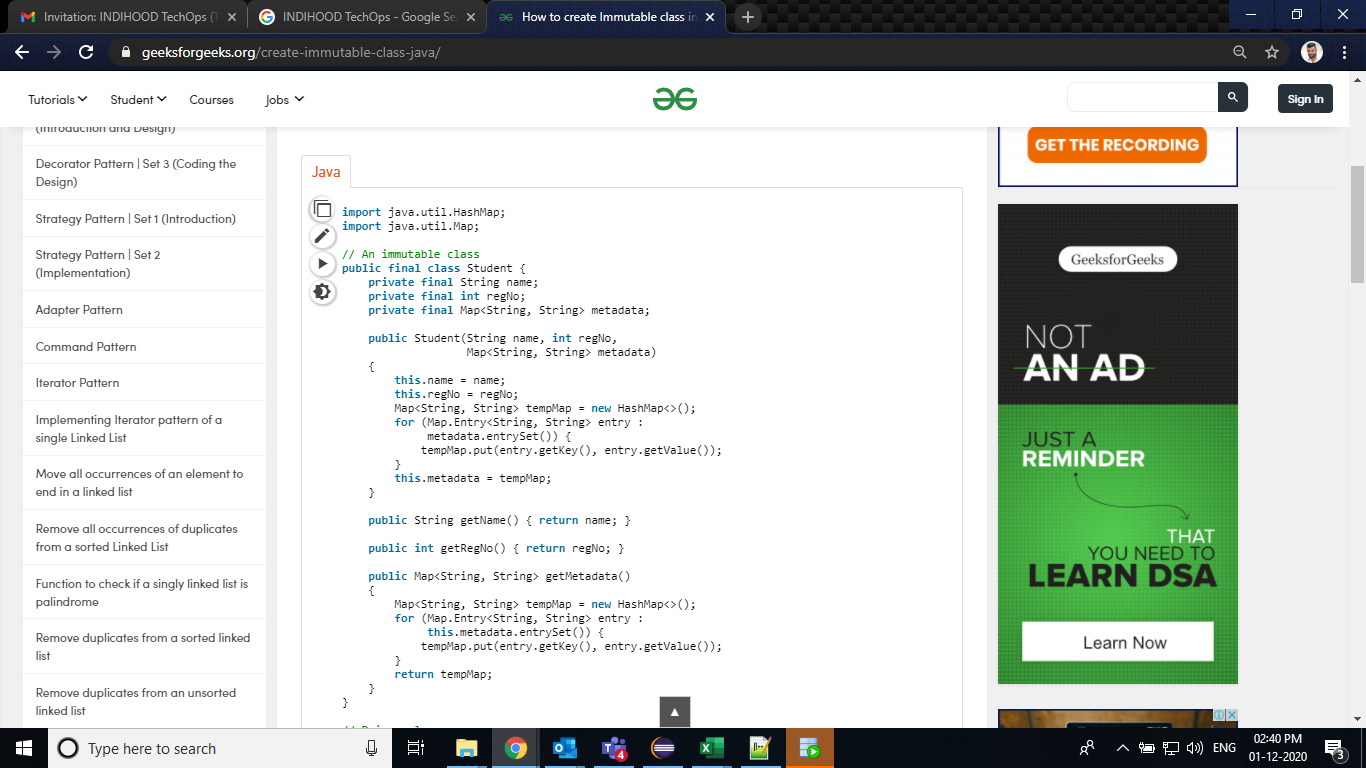 Invitation: INDIHOOD TechOps (T
INDIHOOD TechOps - Google Se
How to create Immutable class in
geeksforgeeks.org/create-immutable-class-java/
Tutorials
Student
Courses
Jobs
Sign In
(Introduction and Design)
Decorator Pattern | Set 3 (Coding the
Design)
Strategy Pattern | Set 1 (Introduction)
Strategy Pattern | Set 2
(Implementation)
Adapter Pattern
Command Pattern
Iterator Pattern
Implementing Iterator pattern of a
single Linked List
Move all occurrences of an element to
end in a linked list
Remove all occurrences of duplicates
from a sorted Linked List
Function to check if a singly linked list is
palindrome
Remove duplicates from a sorted linked
list
Remove duplicates from an unsorted
linked list
Java
import java.util.HashMap;
import java.util.Map;
// An immutable class
public final class Student {
private final String name;
private final int regNo;
private final Map<String, String> metadata;
public Student(String name, int regNo,
Map<String, String> metadata)
{
this.name = name;
this.regNo = regNo;
Map<String, String> tempMap = new HashMap<>();
for (Map.Entry<String, String> entry :
metadata.entrySet()) {
tempMap.put(entry.getKey(), entry.getValue());
}
this.metadata = tempMap;
}
public String getName() { return name; }
public int getRegNo() { return regNo; }
public Map<String, String> getMetadata()
{
Map<String, String> tempMap = new HashMap<>();
for (Map.Entry<String, String> entry :
this.metadata.entrySet()) {
tempMap.put(entry.getKey(), entry.getValue());
}
return tempMap;
}
}
GET THE RECORDING
GeeksforGeeks
NOT
AN AD
JUST A
REMINDER
THAT
YOU NEED TO
LEARN DSA
Learn Now
Type here to search
4
ENG
02:40 PM
01-12-2020
3